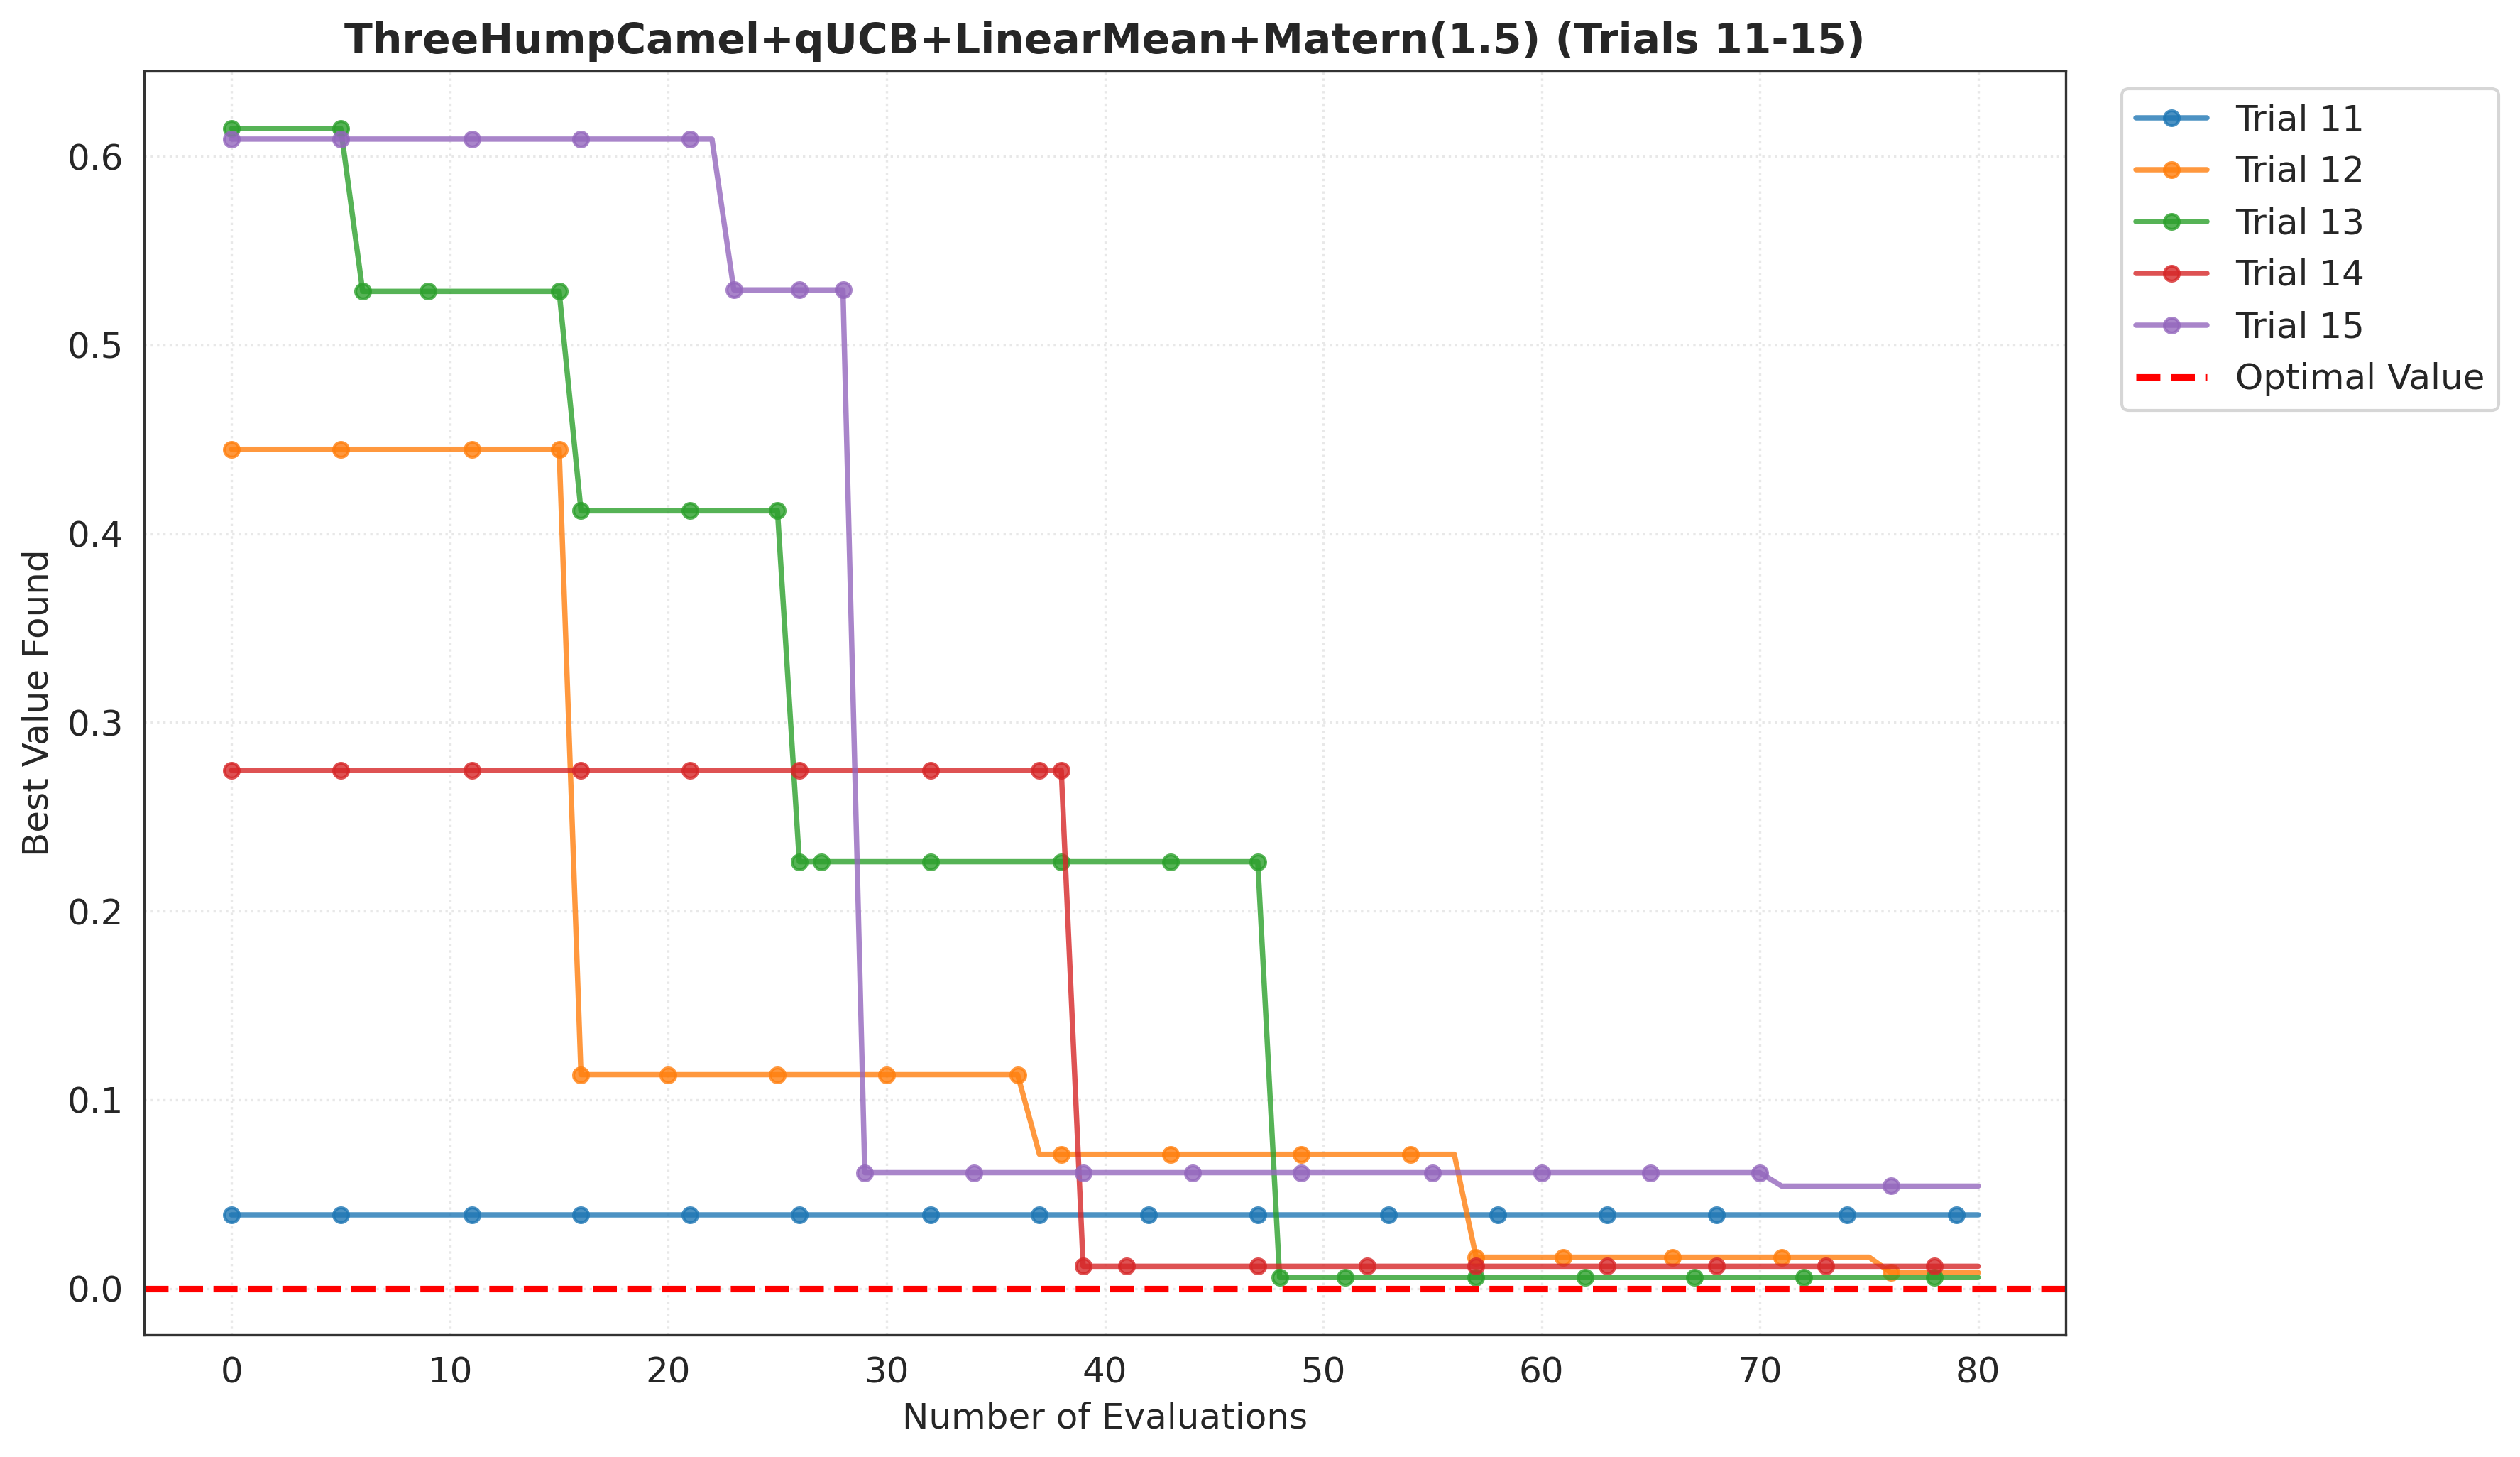 ThreeHumpCamel+qUCB+LinearMean+Matern(1.5) (Trials 11-15)
Best Value Found
0.6
0.5
0.4
0.3
0.2
0.1
0.0
0 10 20 30 40 50 60 70 80
Number of Evaluations
Trial 11
Trial 12
Trial 13
Trial 14
Trial 15
Optimal Value